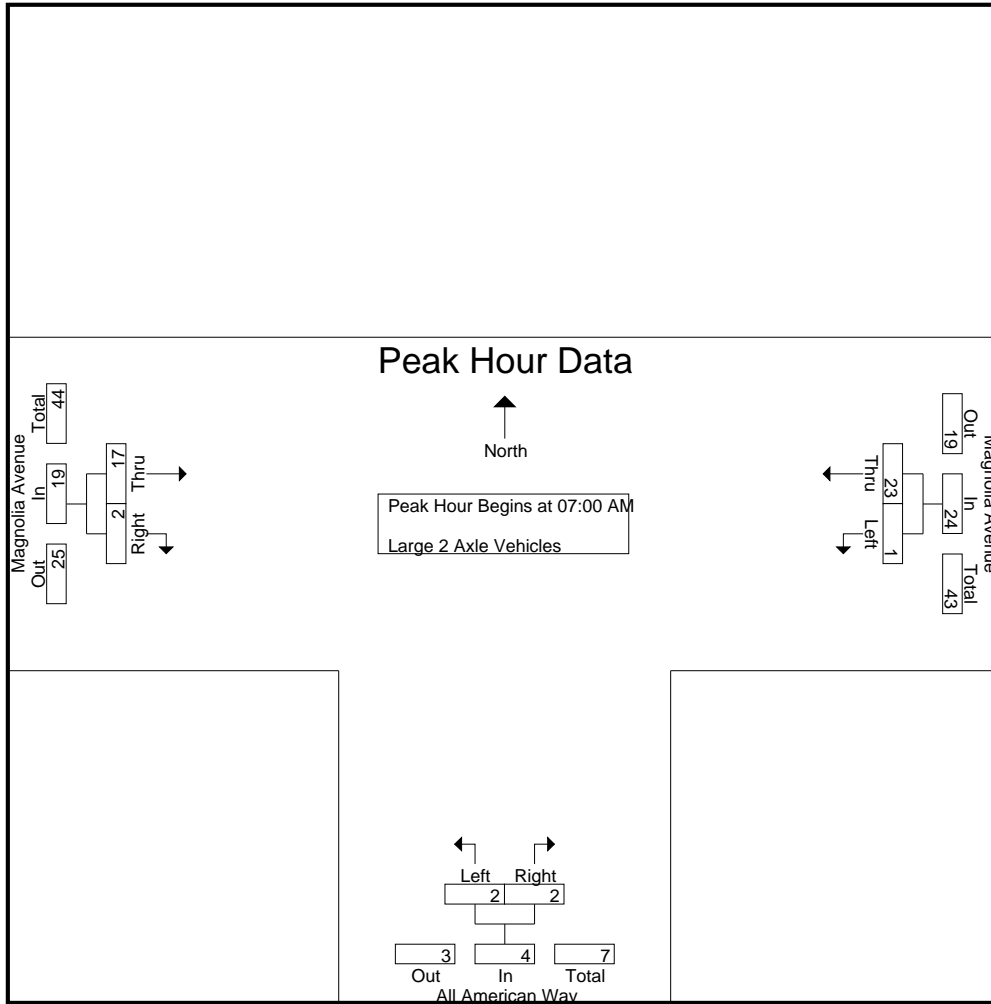 Peak Hour Data
North
Peak Hour Begins at 07:00 AM
Large 2 Axle Vehicles
Magnolia Avenue
Total
44
In
19
Out
25
17
Thru
2
Right
Magnolia Avenue
Out
19
In
24
Total
43
Thru
23
Left
1
Left Right
2 2
3 4 7
Out In Total
All American Way